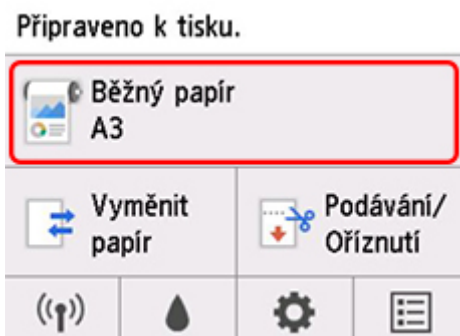 Připraveno k tisku.
Běžný papír
A3
Vyměnit
papír
Podávání/
Oříznutí